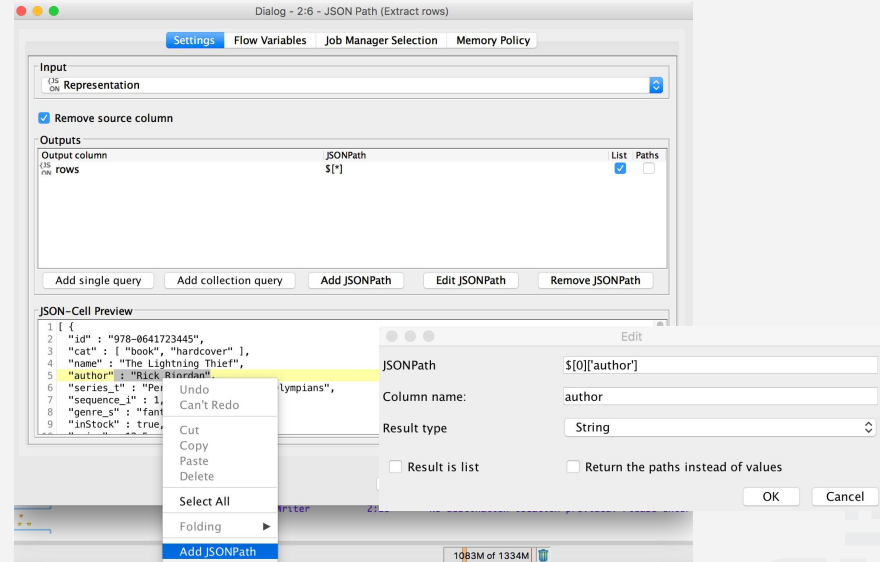 Dialog - 2:6 - JSON Path (Extract rows)
Settings Flow Variables Job Manager Selection Memory Policy
Input
{JS ON Representation
Remove source column
Outputs
Output column JSONPath List Paths
{JS ON rows $[*]
Add single query Add collection query Add JSONPath Edit JSONPath Remove JSONPath
JSON-Cell Preview
1 [ {
2 "id" : "978-0641723445",
3 "cat" : [ "book", "hardcover" ],
4 "name" : "The Lightning Thief",
5 "author" : "Rick Riordan",
6 "series_t" : "Per lympians",
7 "sequence_i" : 1,
8 "genre_s" : "fant
9 "inStock" : true,
Undo
Can't Redo
Cut
Copy
Paste
Delete
Select All
Folding
Add JSONPath
Edit
JSONPath $[0]['author']
Column name: author
Result type String
Result is list Return the paths instead of values
OK Cancel
Writer
1083M of 1334M